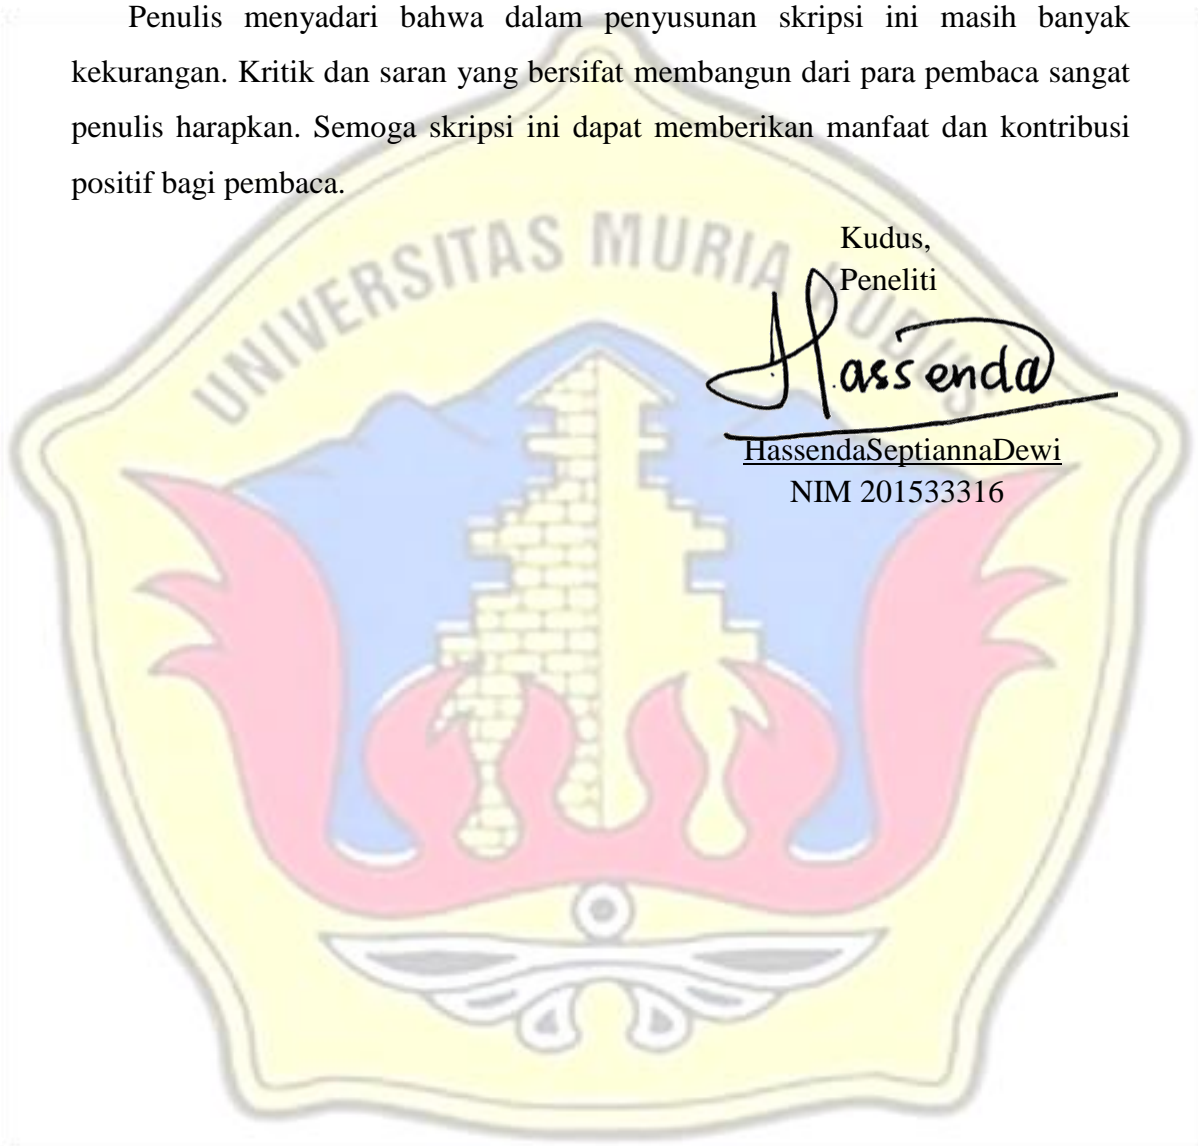 Penulis menyadari bahwa dalam penyusunan skripsi ini masih banyak
kekurangan. Kritik dan saran yang bersifat membangun dari para pembaca sangat
penulis harapkan. Semoga skripsi ini dapat memberikan manfaat dan kontribusi
positif bagi pembaca.
UNIVERSITAS MURIA KUDUS
Kudus,
Peneliti
Hassenda
HassendaSeptiannaDewi
NIM 201533316